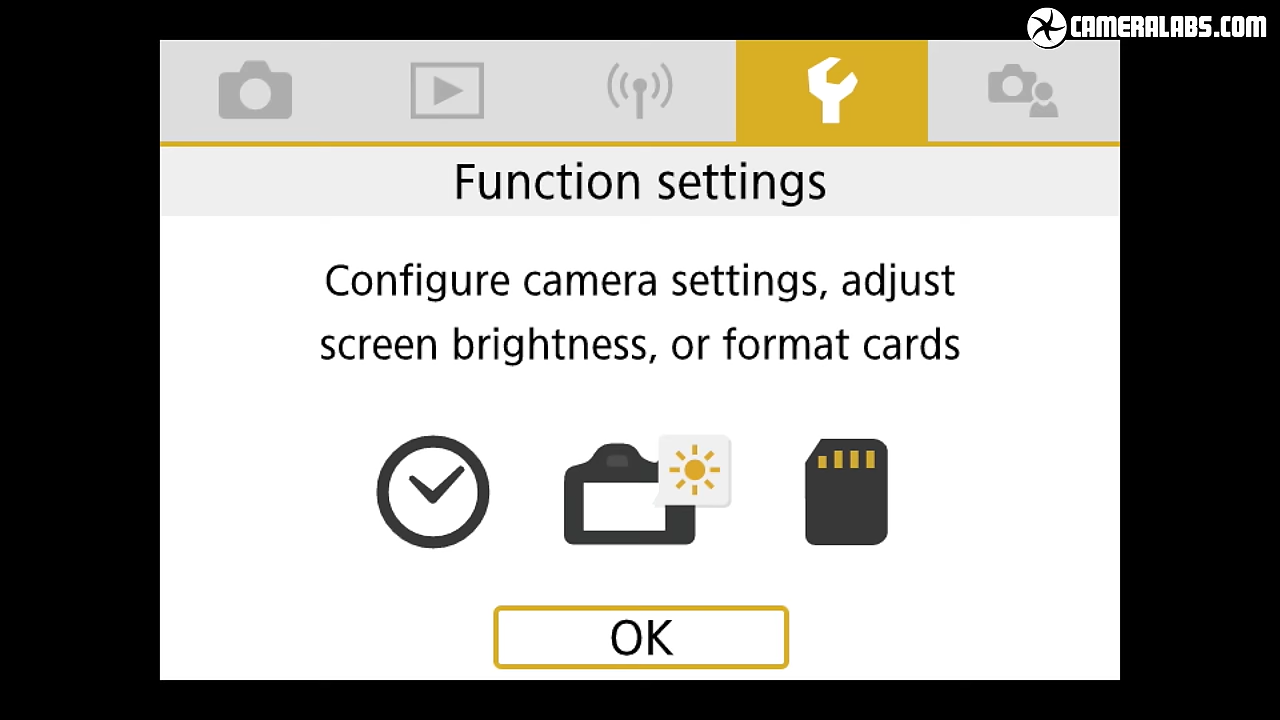 CAMERALABS.COM
Function settings
Configure camera settings, adjust
screen brightness, or format cards
OK